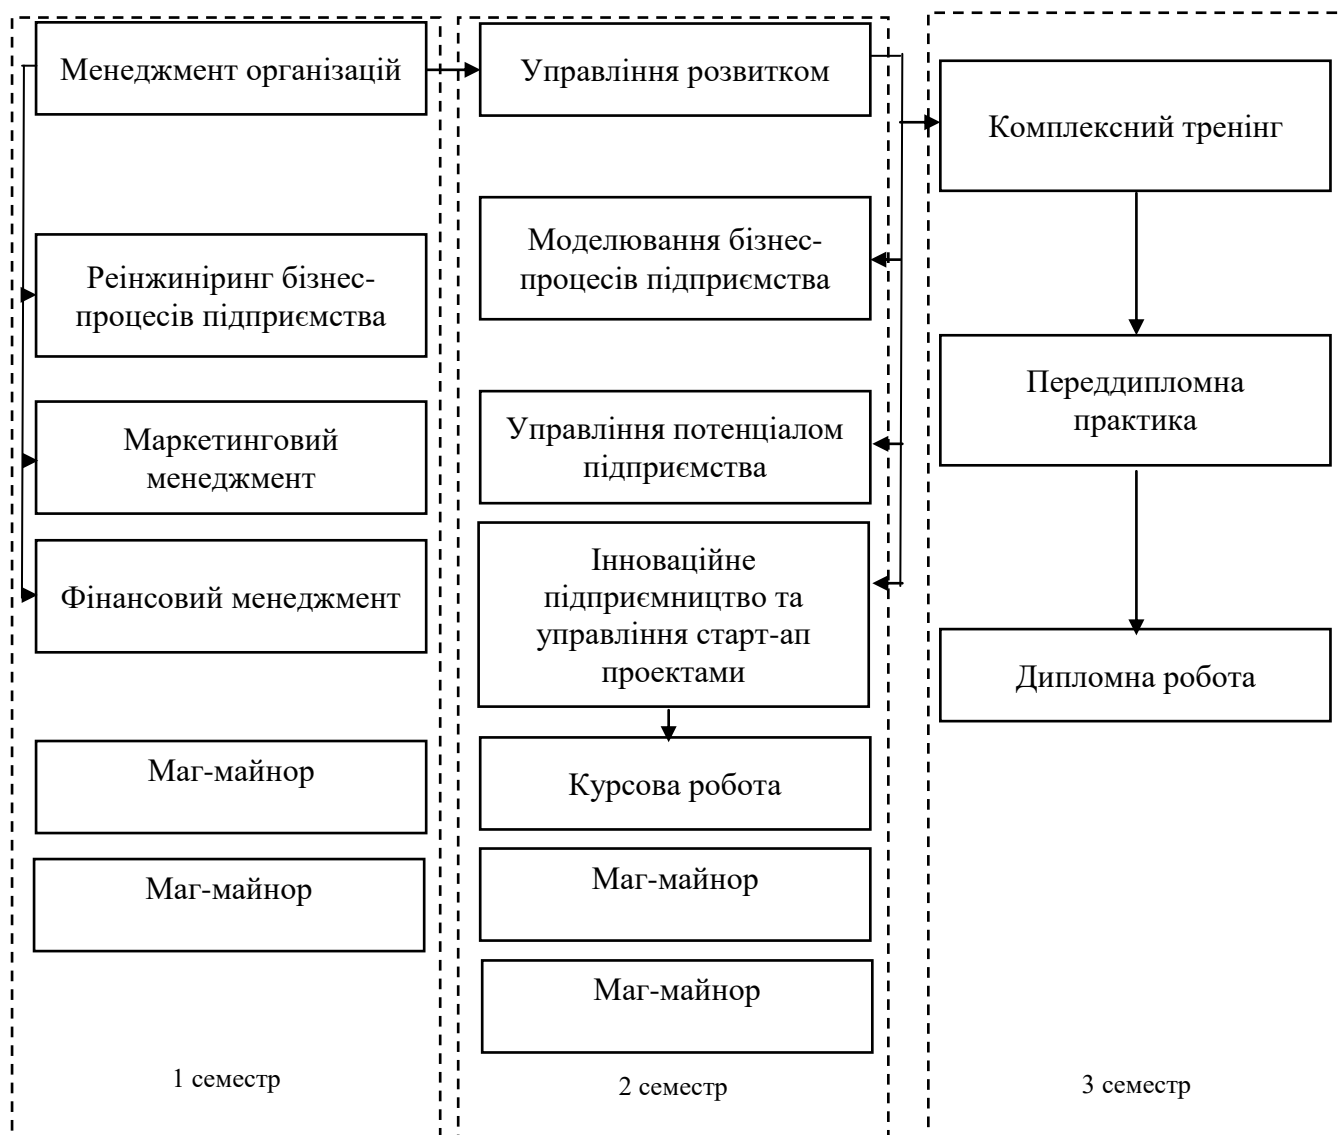 Менеджмент організацій
Реінжиніринг бізнес-
процесів підприємства
Маркетинговий
менеджмент
Фінансовий менеджмент
Маг-майнор
Маг-майнор
1 семестр
Управління розвитком
Моделювання бізнес-
процесів підприємства
Управління потенціалом
підприємства
Інноваційне
підприємництво та
управління старт-ап
проектами
Курсова робота
Маг-майнор
Маг-майнор
2 семестр
Комплексний тренінг
Переддипломна
практика
Дипломна робота
3 семестр